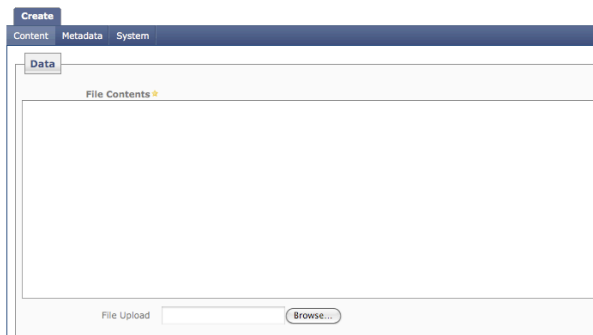 Create
Content Metadata System
Data
File Contents*
File Upload Browse...